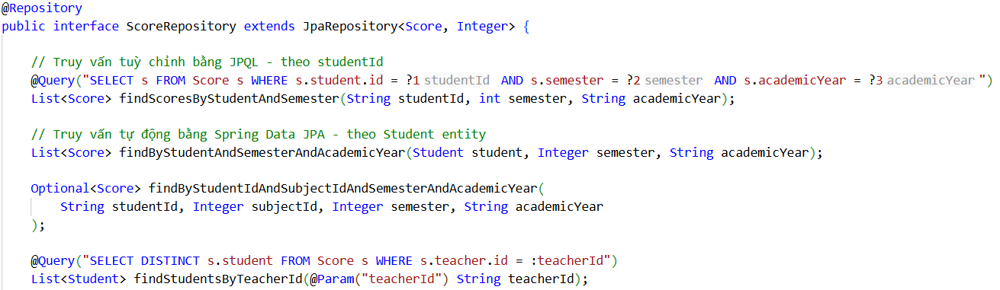 @Repository
public interface ScoreRepository extends JpaRepository<Score, Integer> {
// Truy vấn tuỳ chỉnh bằng JPQL - theo studentId
@Query("SELECT s FROM Score s WHERE s.student.id = ?1 studentId AND s.semester = ?2 semester AND s.academicYear = ?3 academicYear ")
List<Score> findScoresByStudentAndSemester(String studentId, int semester, String academicYear);
// Truy vấn tự động bằng Spring Data JPA - theo Student entity
List<Score> findByStudentAndSemesterAndAcademicYear(Student student, Integer semester, String academicYear);
Optional<Score> findByStudentIdAndSubjectIdAndSemesterAndAcademicYear(
String studentId, Integer subjectId, Integer semester, String academicYear
);
@Query("SELECT DISTINCT s.student FROM Score s WHERE s.teacher.id = :teacherId")
List<Student> findStudentsByTeacherId(@Param("teacherId") String teacherId);